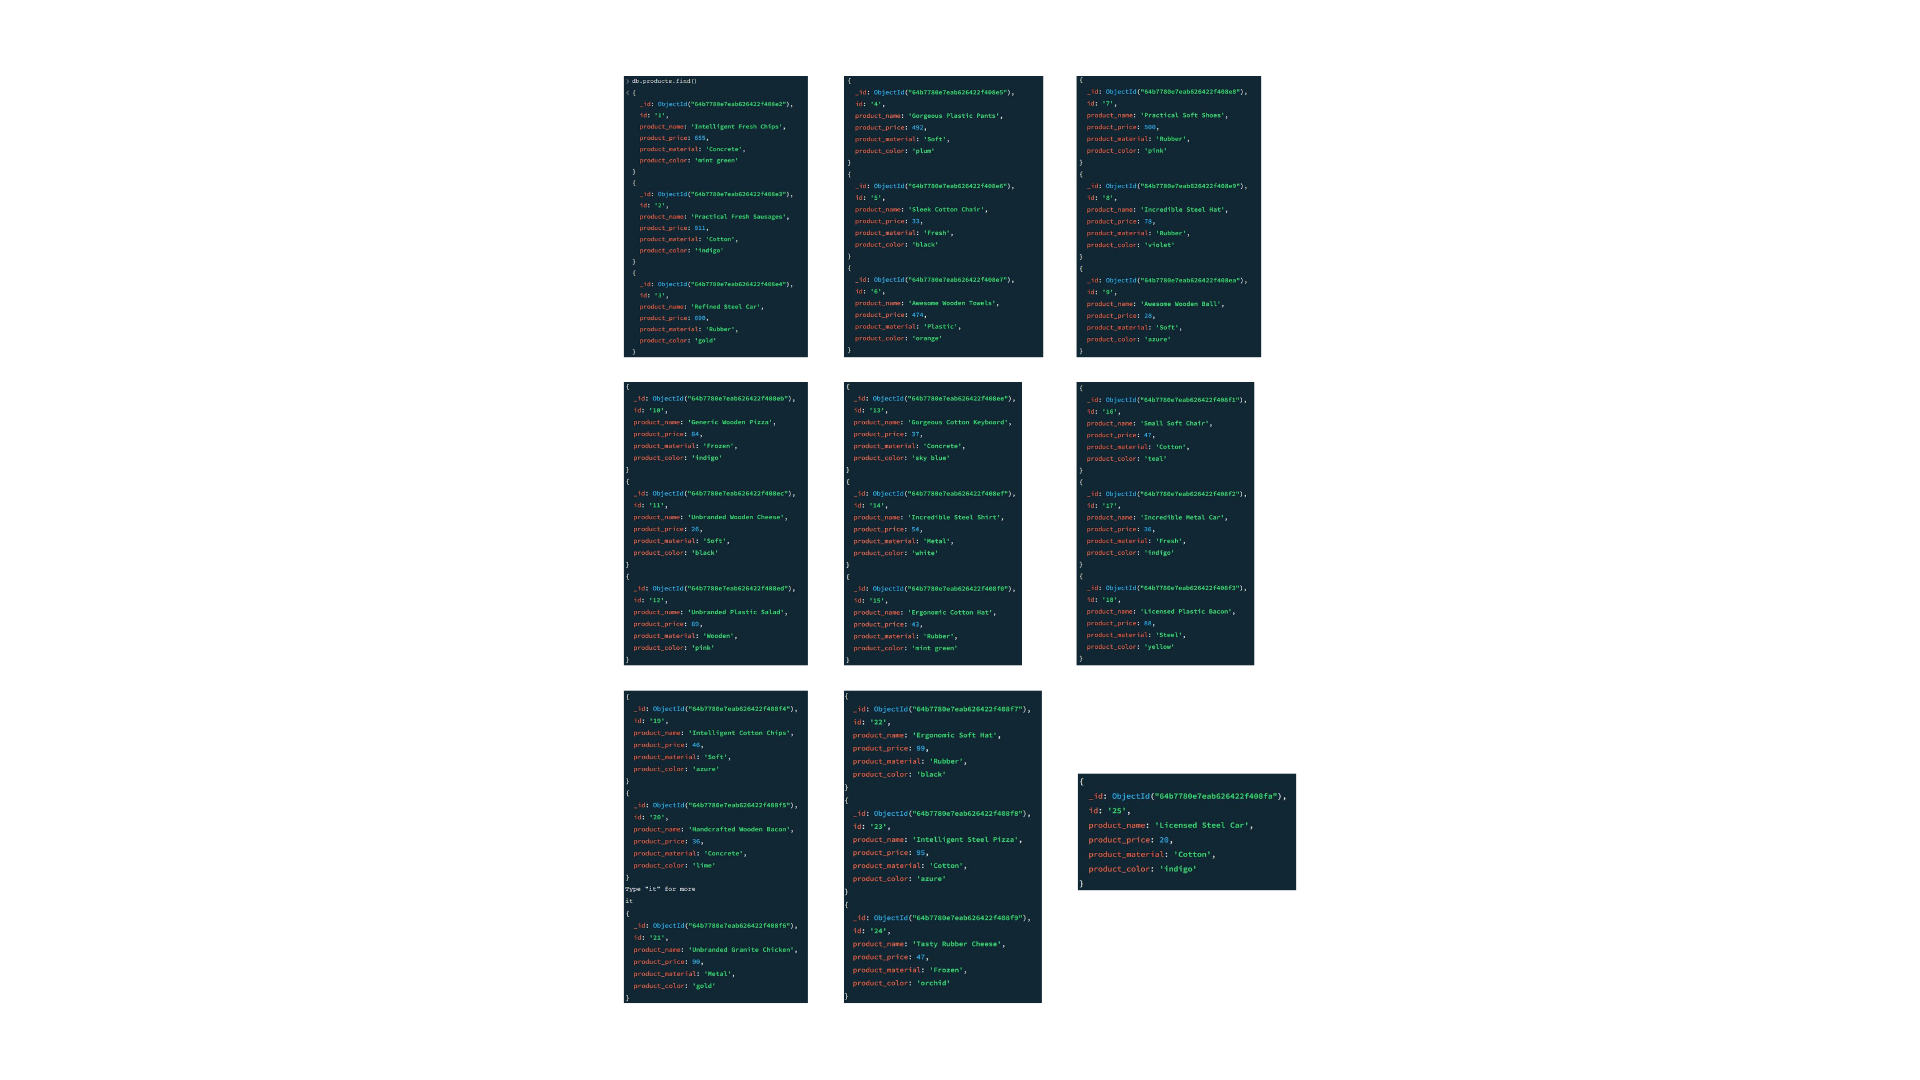 > db.products.find()
< {
_id: ObjectId("64b7780e7eab626422f408e2"),
id: '1',
product_name: 'Intelligent Fresh Chips',
product_price: 655,
product_material: 'Concrete',
product_color: 'mint green'
}
{
_id: ObjectId("64b7780e7eab626422f408e3"),
id: '2',
product_name: 'Practical Fresh Sausages',
product_price: 911,
product_material: 'Cotton',
product_color: 'indigo'
}
{
_id: ObjectId("64b7780e7eab626422f408e4"),
id: '3',
product_name: 'Refined Steel Car',
product_price: 690,
product_material: 'Rubber',
product_color: 'gold'
}
{
_id: ObjectId("64b7780e7eab626422f408e5"),
id: '4',
product_name: 'Gorgeous Plastic Pants',
product_price: 492,
product_material: 'Soft',
product_color: 'plum'
}
{
_id: ObjectId("64b7780e7eab626422f408e6"),
id: '5',
product_name: 'Sleek Cotton Chair',
product_price: 33,
product_material: 'Fresh',
product_color: 'black'
}
{
_id: ObjectId("64b7780e7eab626422f408e7"),
id: '6',
product_name: 'Awesome Wooden Towels',
product_price: 474,
product_material: 'Plastic',
product_color: 'orange'
}
{
_id: ObjectId("64b7780e7eab626422f408e8"),
id: '7',
product_name: 'Practical Soft Shoes',
product_price: 500,
product_material: 'Rubber',
product_color: 'pink'
}
{
_id: ObjectId("64b7780e7eab626422f408e9"),
id: '8',
product_name: 'Incredible Steel Hat',
product_price: 78,
product_material: 'Rubber',
product_color: 'violet'
}
{
_id: ObjectId("64b7780e7eab626422f408ea"),
id: '9',
product_name: 'Awesome Wooden Ball',
product_price: 28,
product_material: 'Soft',
product_color: 'azure'
}
{
_id: ObjectId("64b7780e7eab626422f408eb"),
id: '10',
product_name: 'Generic Wooden Pizza',
product_price: 84,
product_material: 'Frozen',
product_color: 'indigo'
}
{
_id: ObjectId("64b7780e7eab626422f408ec"),
id: '11',
product_name: 'Unbranded Wooden Cheese',
product_price: 26,
product_material: 'Soft',
product_color: 'black'
}
{
_id: ObjectId("64b7780e7eab626422f408ed"),
id: '12',
product_name: 'Unbranded Plastic Salad',
product_price: 89,
product_material: 'Wooden',
product_color: 'pink'
}
{
_id: ObjectId("64b7780e7eab626422f408ee"),
id: '13',
product_name: 'Gorgeous Cotton Keyboard',
product_price: 37,
product_material: 'Concrete',
product_color: 'sky blue'
}
{
_id: ObjectId("64b7780e7eab626422f408ef"),
id: '14',
product_name: 'Incredible Steel Shirt',
product_price: 54,
product_material: 'Metal',
product_color: 'white'
}
{
_id: ObjectId("64b7780e7eab626422f408f0"),
id: '15',
product_name: 'Ergonomic Cotton Hat',
product_price: 43,
product_material: 'Rubber',
product_color: 'mint green'
}
{
_id: ObjectId("64b7780e7eab626422f408f1"),
id: '16',
product_name: 'Small Soft Chair',
product_price: 47,
product_material: 'Cotton',
product_color: 'teal'
}
{
_id: ObjectId("64b7780e7eab626422f408f2"),
id: '17',
product_name: 'Incredible Metal Car',
product_price: 36,
product_material: 'Fresh',
product_color: 'indigo'
}
{
_id: ObjectId("64b7780e7eab626422f408f3"),
id: '18',
product_name: 'Licensed Plastic Bacon',
product_price: 88,
product_material: 'Steel',
product_color: 'yellow'
}
{
_id: ObjectId("64b7780e7eab626422f408f4"),
id: '19',
product_name: 'Intelligent Cotton Chips',
product_price: 46,
product_material: 'Soft',
product_color: 'azure'
}
{
_id: ObjectId("64b7780e7eab626422f408f5"),
id: '20',
product_name: 'Handcrafted Wooden Bacon',
product_price: 36,
product_material: 'Concrete',
product_color: 'lime'
}
Type "it" for more
it
{
_id: ObjectId("64b7780e7eab626422f408f6"),
id: '21',
product_name: 'Unbranded Granite Chicken',
product_price: 90,
product_material: 'Metal',
product_color: 'gold'
}
{
_id: ObjectId("64b7780e7eab626422f408f7"),
id: '22',
product_name: 'Ergonomic Soft Hat',
product_price: 99,
product_material: 'Rubber',
product_color: 'black'
}
{
_id: ObjectId("64b7780e7eab626422f408f8"),
id: '23',
product_name: 'Intelligent Steel Pizza',
product_price: 95,
product_material: 'Cotton',
product_color: 'azure'
}
{
_id: ObjectId("64b7780e7eab626422f408f9"),
id: '24',
product_name: 'Tasty Rubber Cheese',
product_price: 47,
product_material: 'Frozen',
product_color: 'orchid'
}
{
_id: ObjectId("64b7780e7eab626422f408fa"),
id: '25',
product_name: 'Licensed Steel Car',
product_price: 20,
product_material: 'Cotton',
product_color: 'indigo'
}